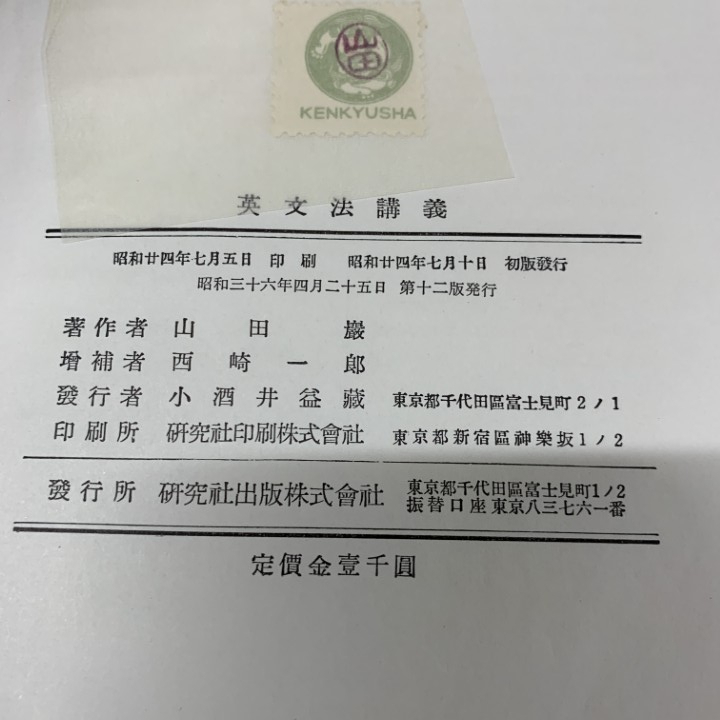 山田
KENKYUSHA
英文法講義
昭和廿四年七月五日 印刷 昭和廿四年七月十日 初版發行
昭和三十六年四月二十五日 第十二版発行
著作者 山田巖
增補者 西崎一郎
發行者 小酒井益藏 東京都千代田區富士見町2ノ1
印刷所 研究社印刷株式會社 東京都新宿區神樂坂1ノ2
發行所 研究社出版株式會社 東京都千代田區富士見町1ノ2
振替口座東京八三七六一番
定價金壹千圓